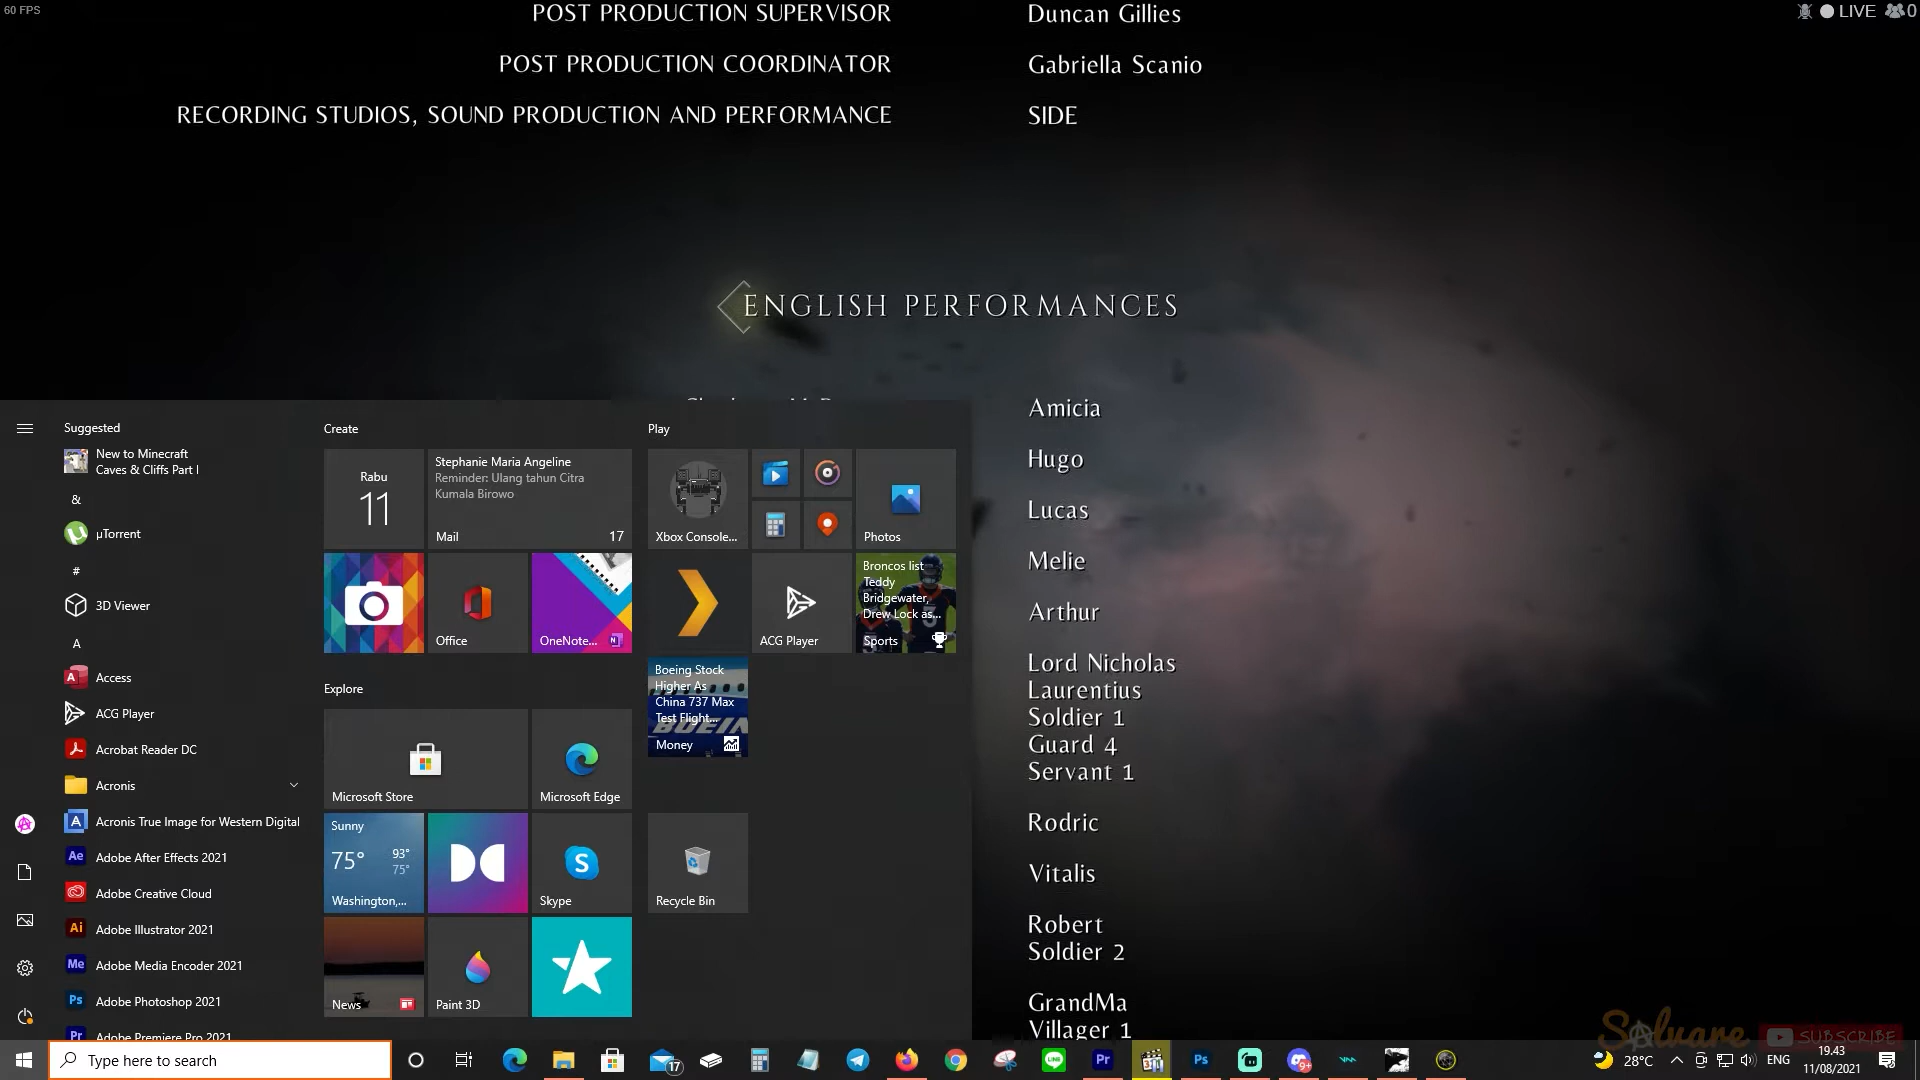 60 FPS
LIVE
0
POST PRODUCTION SUPERVISOR
Duncan Gillies
POST PRODUCTION COORDINATOR
Gabriella Scanio
RECORDING STUDIOS, SOUND PRODUCTION AND PERFORMANCE
SIDE
ENGLISH PERFORMANCES
Amicia
Hugo
Lucas
Melie
Arthur
Lord Nicholas
Laurentius
Soldier 1
Guard 4
Servant 1
Rodric
Vitalis
Robert
Soldier 2
GrandMa
Villager 1
Suggested
New to Minecraft
Caves & Cliffs Part I
&
µTorrent
#
3D Viewer
A
Access
ACG Player
Acrobat Reader DC
Acronis
Acronis True Image for Western Digital
Adobe After Effects 2021
Adobe Creative Cloud
Adobe Illustrator 2021
Adobe Media Encoder 2021
Adobe Photoshop 2021
Adobe Premiere Pro 2021
Create
Rabu
11
Stephanie Maria Angeline
Reminder: Ulang tahun Citra
Kumala Birowo
Mail
17
Office
OneNote...
Explore
Microsoft Store
Microsoft Edge
Sunny
75°
93°
75°
Washington,...
Skype
News
Paint 3D
Play
Xbox Console...
Photos
ACG Player
Broncos list
Teddy
Bridgewater,
Drew Lock as...
Sports
Boeing Stock
Higher As
China 737 Max
Test Flight...
BOEIN
Money
Recycle Bin
Solvare
SUBSCRIBE
Type here to search
17
9+
28°C
ENG
19.43
11/08/2021